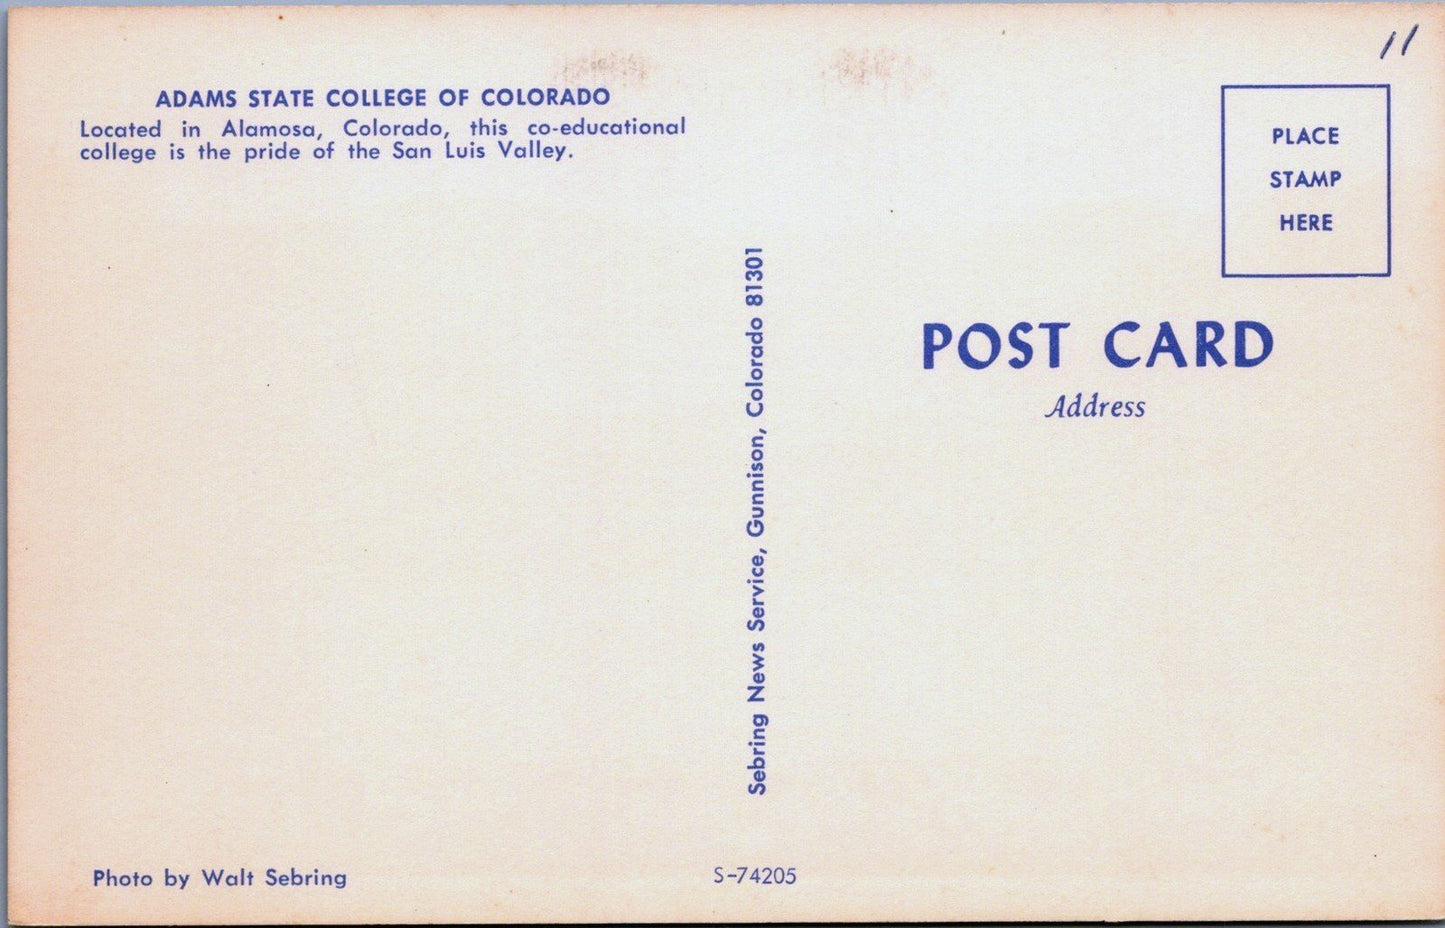 ADAMS STATE COLLEGE OF COLORADO
Located in Alamosa, Colorado, this co-educational
college is the pride of the San Luis Valley.
Photo by Walt Sebring
Sebring News Service, Gunnison, Colorado 81301
S-74205
11
PLACE
STAMP
HERE
POST CARD
Address